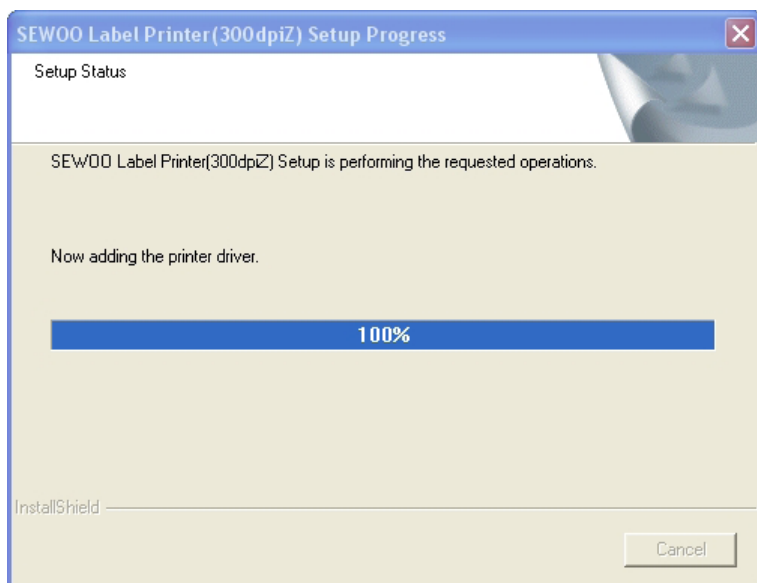 SEWOO Label Printer(300dpiZ) Setup Progress
Setup Status
SEWOO Label Printer(300dpiZ) Setup is performing the requested operations.
Now adding the printer driver.
100%
InstallShield
Cancel